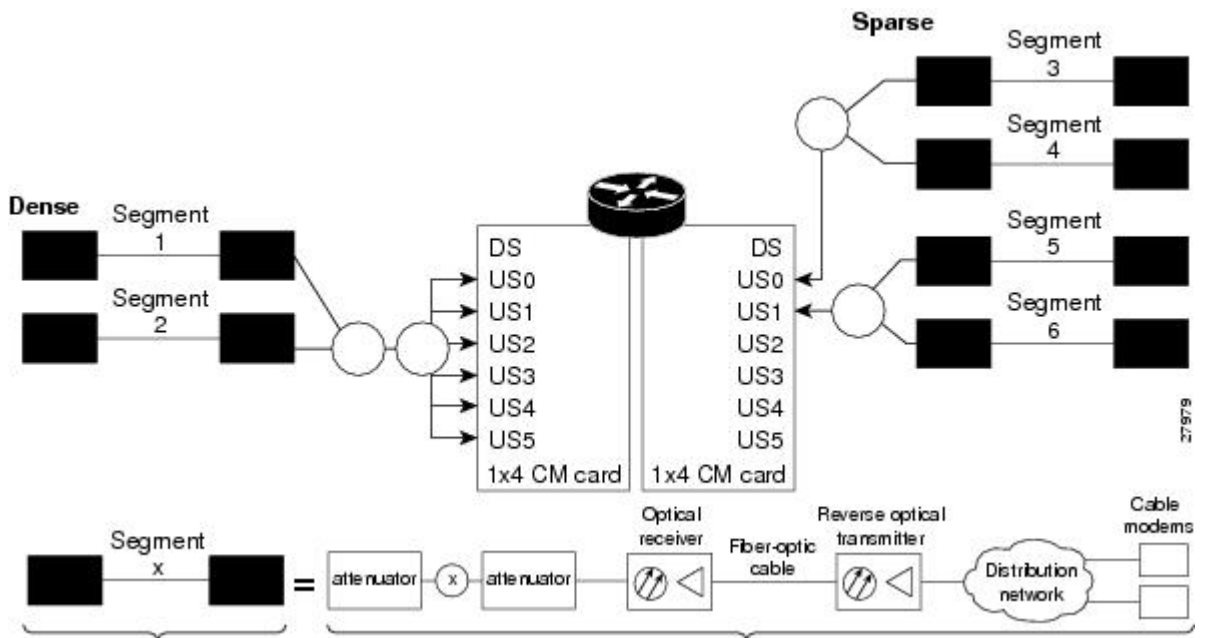 Sparse
Segment
3
Segment
4
Dense
Segment
1
Segment
2
Segment
5
Segment
6
DS
US0
US1
US2
US3
US4
US5
1x4 CM card
DS
US0
US1
US2
US3
US4
US5
1x4 CM card
27979
Segment
x
=
attenuator
x
attenuator
Optical
receiver
Fiber-optic
cable
Reverse optical
transmitter
Distribution
network
Cable
modems